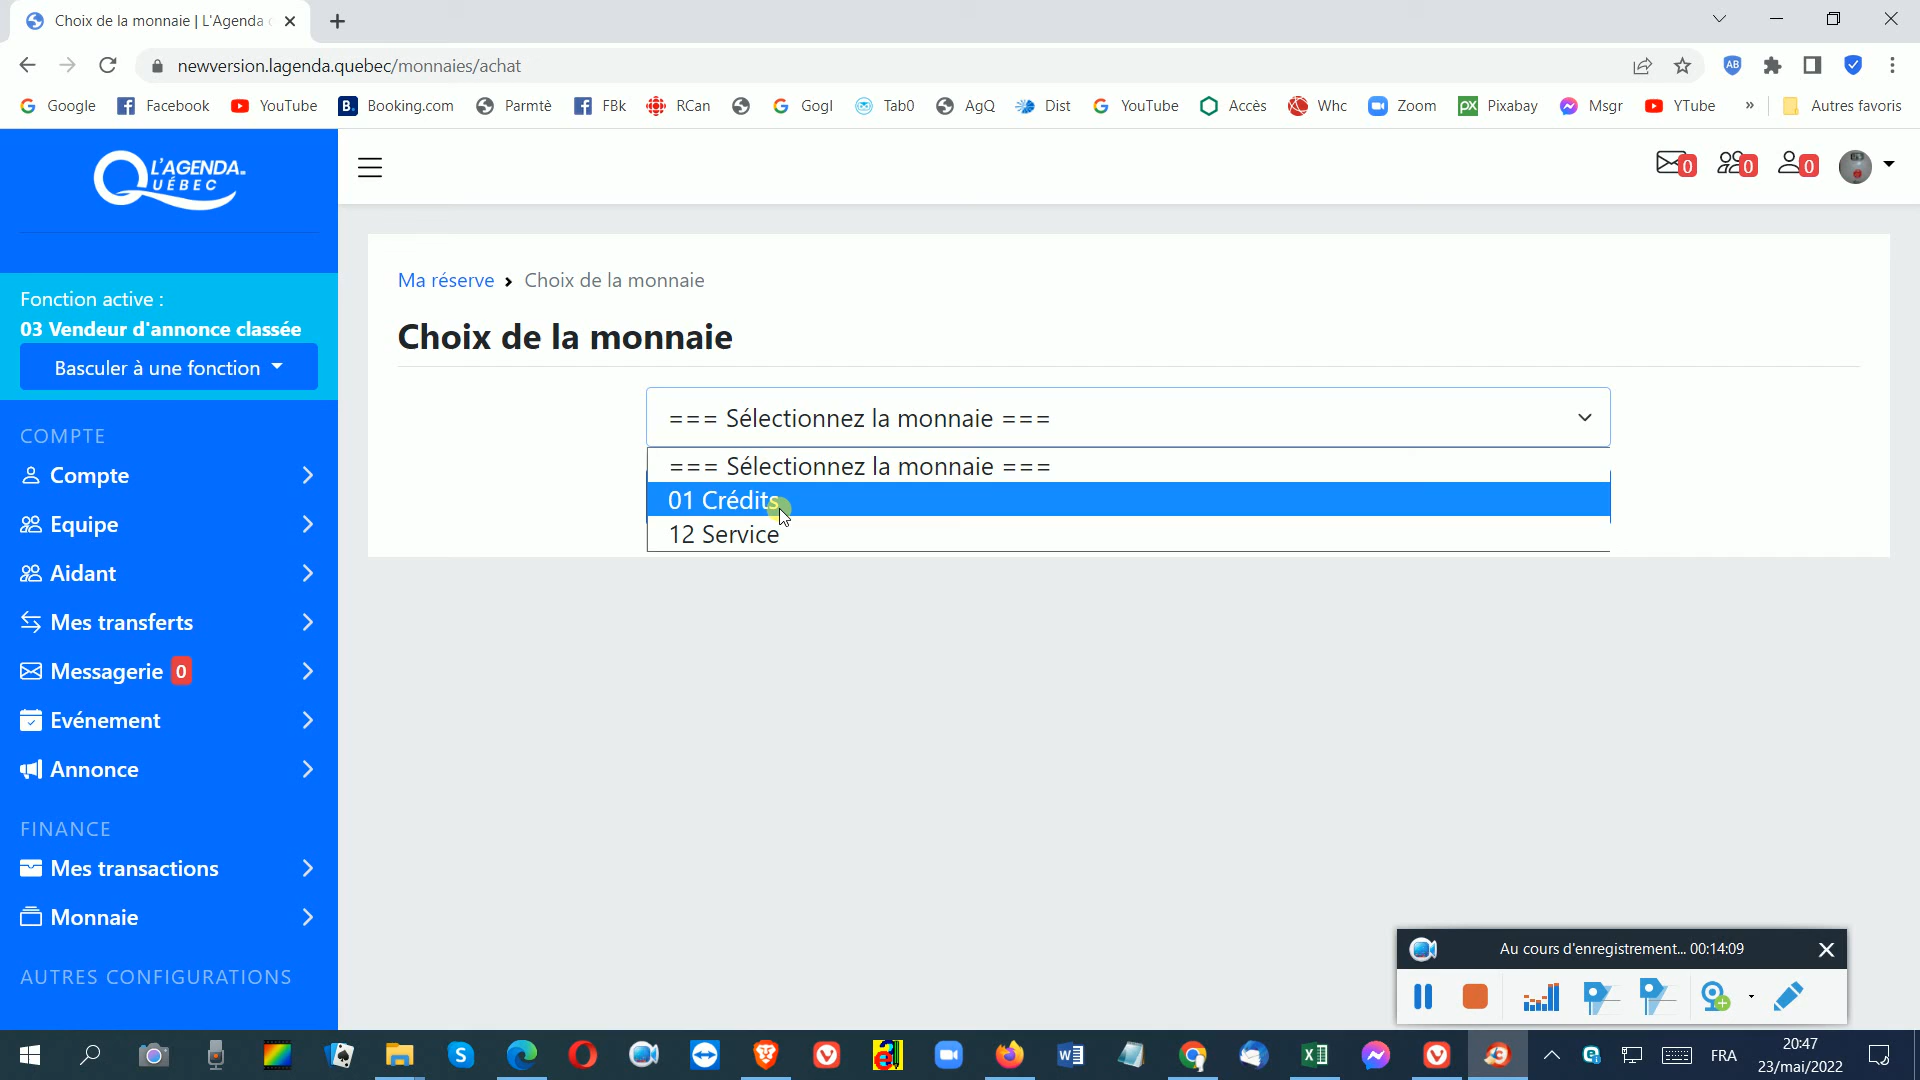 Choix de la monnaie | L'Agenda
newversion.lagenda.quebec/monnaies/achat
Google Facebook YouTube Booking.com Parmtè FBk RCan Gogl Tab0 AgQ Dist YouTube Accès Whc Zoom Pixabay Msgr YTube » Autres favoris
L'AGENDA
QUÉBEC
0 0 0
Fonction active :
03 Vendeur d'annonce classée
Basculer à une fonction
COMPTE
Compte
Equipe
Aidant
Mes transferts
Messagerie 0
Evénement
Annonce
FINANCE
Mes transactions
Monnaie
AUTRES CONFIGURATIONS
Ma réserve › Choix de la monnaie
Choix de la monnaie
=== Sélectionnez la monnaie ===
=== Sélectionnez la monnaie ===
01 Crédits
12 Service
Au cours d'enregistrement... 00:14:09
FRA
20:47
23/mai/2022